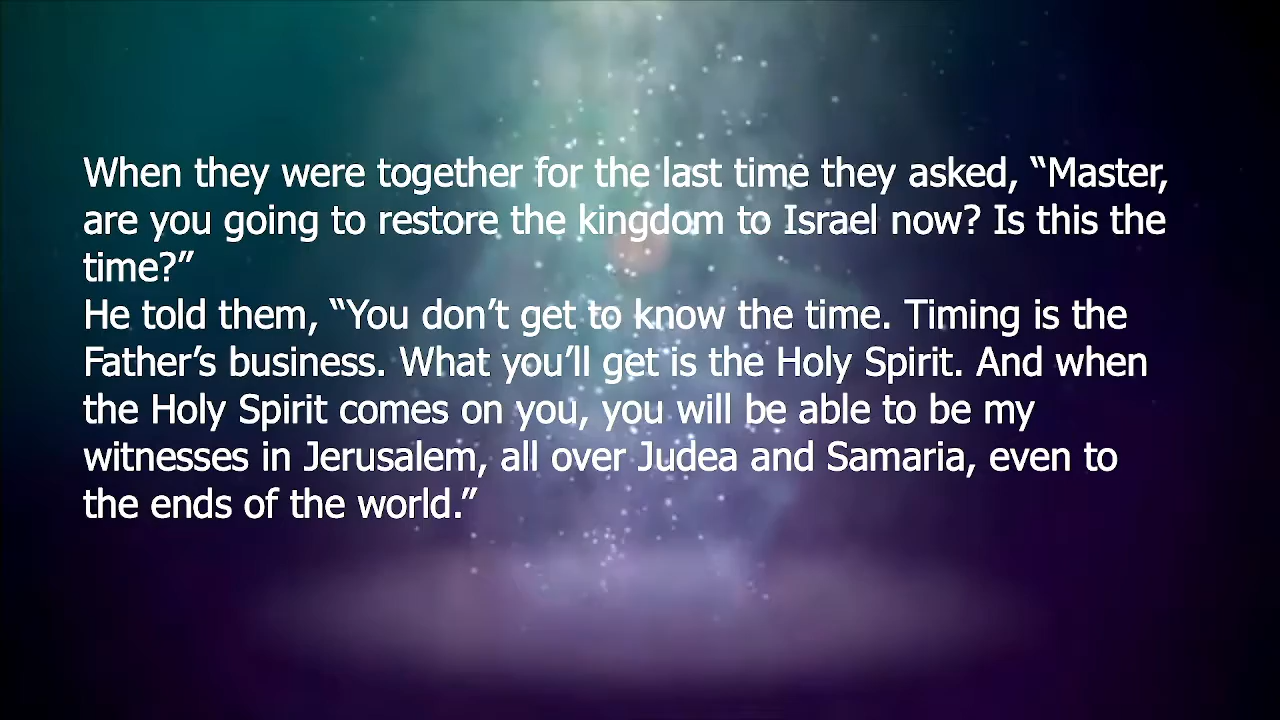 When they were together for the last time they asked, “Master,
are you going to restore the kingdom to Israel now? Is this the
time?”
He told them, “You don’t get to know the time. Timing is the
Father’s business. What you’ll get is the Holy Spirit. And when
the Holy Spirit comes on you, you will be able to be my
witnesses in Jerusalem, all over Judea and Samaria, even to
the ends of the world.”